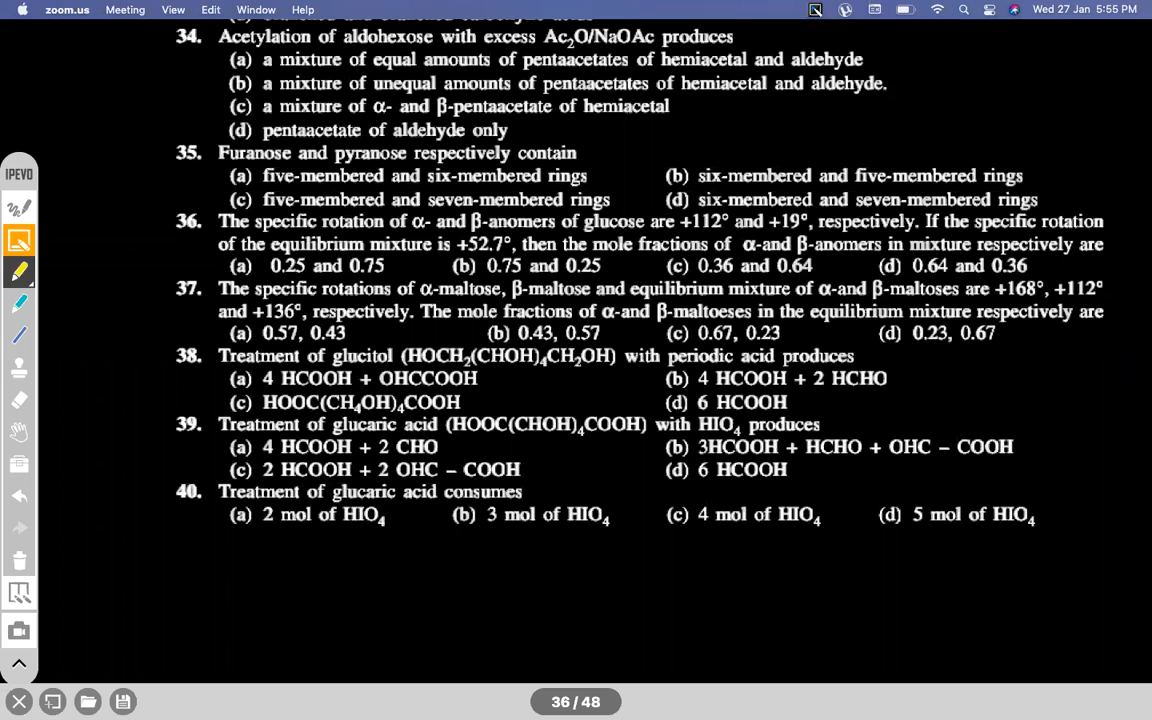 zoom.us Meeting View Edit Window Help Wed 27 Jan 5:55 PM
34. Acetylation of aldohexose with excess Ac₂O/NaOAc produces
(a) a mixture of equal amounts of pentaacetates of hemiacetal and aldehyde
(b) a mixture of unequal amounts of pentaacetates of hemiacetal and aldehyde.
(c) a mixture of α- and β-pentaacetate of hemiacetal
(d) pentaacetate of aldehyde only
35. Furanose and pyranose respectively contain
(a) five-membered and six-membered rings (b) six-membered and five-membered rings
(c) five-membered and seven-membered rings (d) six-membered and seven-membered rings
36. The specific rotation of α- and β-anomers of glucose are +112° and +19°, respectively. If the specific rotation
of the equilibrium mixture is +52.7°, then the mole fractions of α-and β-anomers in mixture respectively are
(a) 0.25 and 0.75 (b) 0.75 and 0.25 (c) 0.36 and 0.64 (d) 0.64 and 0.36
37. The specific rotations of α-maltose, β-maltose and equilibrium mixture of α-and β-maltoses are +168°, +112°
and +136°, respectively. The mole fractions of α-and β-maltoeses in the equilibrium mixture respectively are
(a) 0.57, 0.43 (b) 0.43, 0.57 (c) 0.67, 0.23 (d) 0.23, 0.67
38. Treatment of glucitol (HOCH₂(CHOH)₄CH₂OH) with periodic acid produces
(a) 4 HCOOH + OHCCOOH (b) 4 HCOOH + 2 HCHO
(c) HOOC(CH₄OH)₄COOH (d) 6 HCOOH
39. Treatment of glucaric acid (HOOC(CHOH)₄COOH) with HIO₄ produces
(a) 4 HCOOH + 2 CHO (b) 3HCOOH + HCHO + OHC – COOH
(c) 2 HCOOH + 2 OHC – COOH (d) 6 HCOOH
40. Treatment of glucaric acid consumes
(a) 2 mol of HIO₄ (b) 3 mol of HIO₄ (c) 4 mol of HIO₄ (d) 5 mol of HIO₄
IPEVO
36 / 48